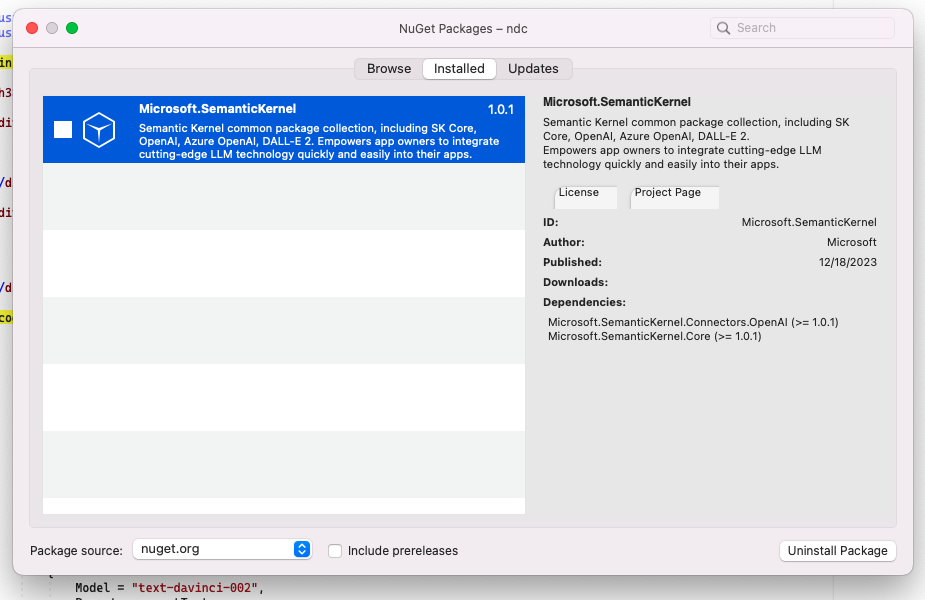 us
us
NuGet Packages – ndc
Search
in
Browse
Installed
Updates
h3
di
Microsoft.SemanticKernel
1.0.1
Semantic Kernel common package collection, including SK Core,
OpenAI, Azure OpenAI, DALL-E 2. Empowers app owners to integrate
cutting-edge LLM technology quickly and easily into their apps.
Microsoft.SemanticKernel
Semantic Kernel common package collection, including SK
Core, OpenAI, Azure OpenAI, DALL-E 2.
Empowers app owners to integrate cutting-edge LLM
technology quickly and easily into their apps.
/d
di
License
Project Page
ID:
Microsoft.SemanticKernel
Author:
Microsoft
Published:
12/18/2023
Downloads:
Dependencies:
Microsoft.SemanticKernel.Connectors.OpenAI (>= 1.0.1)
Microsoft.SemanticKernel.Core (>= 1.0.1)
/d
co
Package source:
nuget.org
Include prereleases
Uninstall Package
Model = "text-davinci-002",